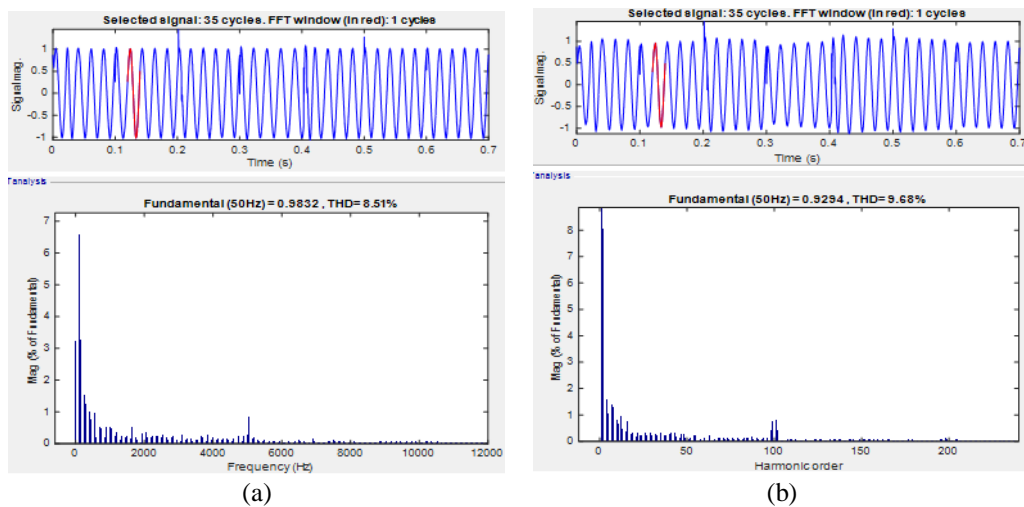 Selected signal: 35 cycles. FFT window (in red): 1 cycles
Signal mag.
1
0.5
0
-0.5
-1
0 0.1 0.2 0.3 0.4 0.5 0.6 0.7
Time (s)
Tanalysis
Fundamental (50Hz) = 0.9832 , THD= 8.51%
Mag (% of Fundamental)
7
6
5
4
3
2
1
0
0 2000 4000 6000 8000 10000 12000
Frequency (Hz)
(a)
Selected signal: 35 cycles. FFT window (in red): 1 cycles
Signal mag.
1
0.5
0
-0.5
-1
0 0.1 0.2 0.3 0.4 0.5 0.6 0.7
Time (s)
Tanalysis
Fundamental (50Hz) = 0.9294 , THD= 9.68%
Mag (% of Fundamental)
8
7
6
5
4
3
2
1
0
0 50 100 150 200
Harmonic order
(b)